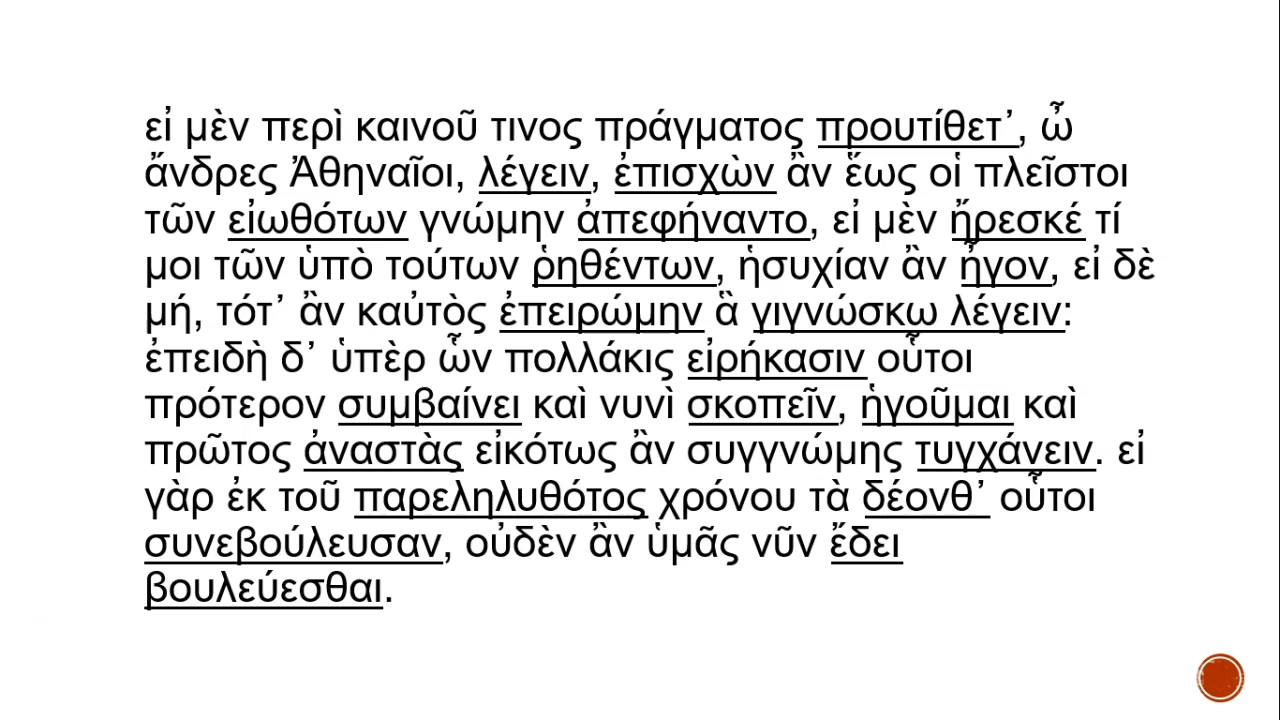 εἰ μὲν περὶ καινοῦ τινος πράγματος προυτίθετ’, ὦ
ἄνδρες Ἀθηναῖοι, λέγειν, ἐπισχὼν ἂν ἕως οἱ πλεῖστοι
τῶν εἰωθότων γνώμην ἀπεφήναντο, εἰ μὲν ἤρεσκέ τί
μοι τῶν ὑπὸ τούτων ῥηθέντων, ἡσυχίαν ἂν ἦγον, εἰ δὲ
μή, τότ’ ἂν καὐτὸς ἐπειρώμην ἃ γιγνώσκω λέγειν:
ἐπειδὴ δ’ ὑπὲρ ὧν πολλάκις εἰρήκασιν οὗτοι
πρότερον συμβαίνει καὶ νυνὶ σκοπεῖν, ἡγοῦμαι καὶ
πρῶτος ἀναστὰς εἰκότως ἂν συγγνώμης τυγχάνειν. εἰ
γὰρ ἐκ τοῦ παρεληλυθότος χρόνου τὰ δέονθ’ οὗτοι
συνεβούλευσαν, οὐδὲν ἂν ὑμᾶς νῦν ἔδει
βουλεύεσθαι.